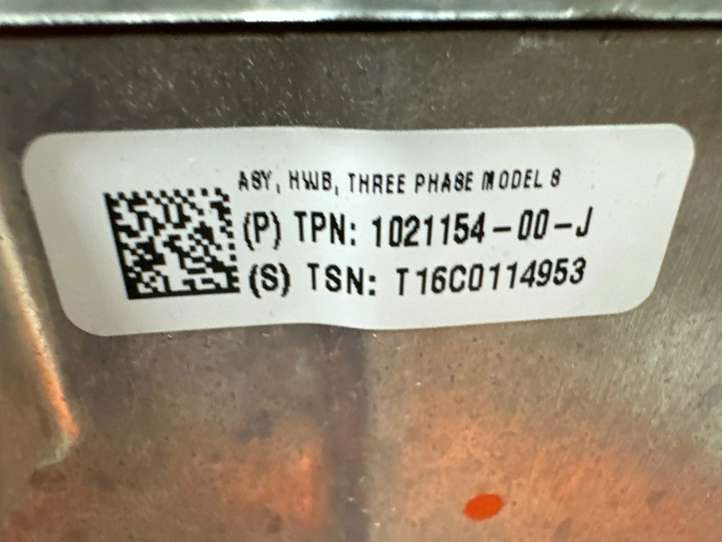 ASY, HWB, THREE PHASE MODEL S
(P) TPN: 1021154-00-J
(S) TSN: T16C0114953